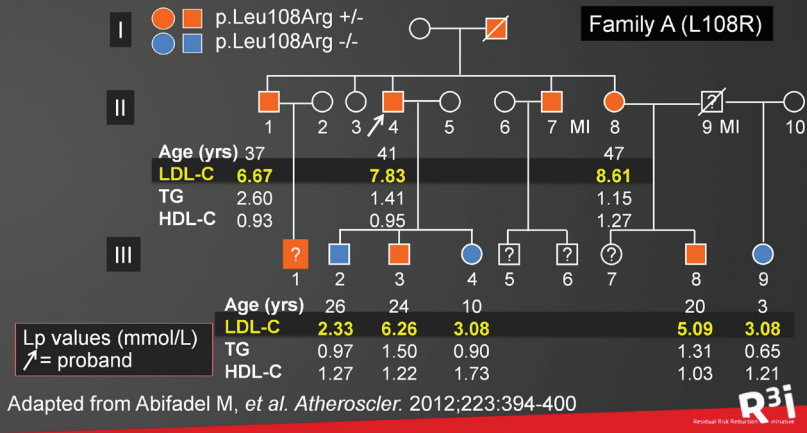 I
p.Leu108Arg +/-
p.Leu108Arg -/-
Family A (L108R)
II
1 2 3 4 5 6 7 MI 8 9 MI 10
Age (yrs) 37 41 47
LDL-C 6.67 7.83 8.61
TG 2.60 1.41 1.15
HDL-C 0.93 0.95 1.27
?
III
? ? ? ?
1 2 3 4 5 6 7 8 9
Age (yrs) 26 24 10 20 3
LDL-C 2.33 6.26 3.08 5.09 3.08
TG 0.97 1.50 0.90 1.31 0.65
HDL-C 1.27 1.22 1.73 1.03 1.21
Lp values (mmol/L)
= proband
Adapted from Abifadel M, et al. Atheroscler. 2012;223:394-400
R3i
Residual Risk Reduction initiative